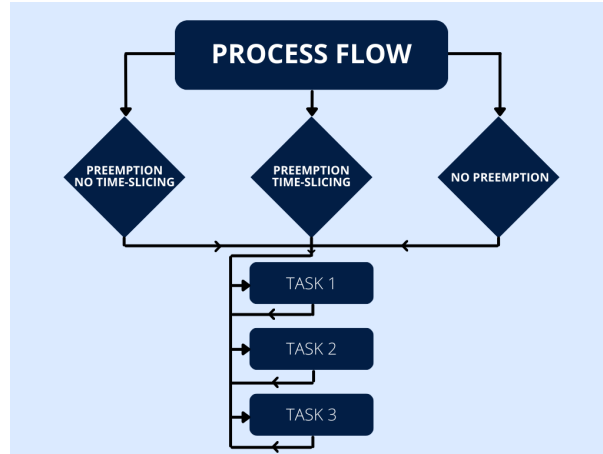 PROCESS FLOW
PREEMPTION
NO TIME-SLICING
PREEMPTION
TIME-SLICING
NO PREEMPTION
TASK 1
TASK 2
TASK 3